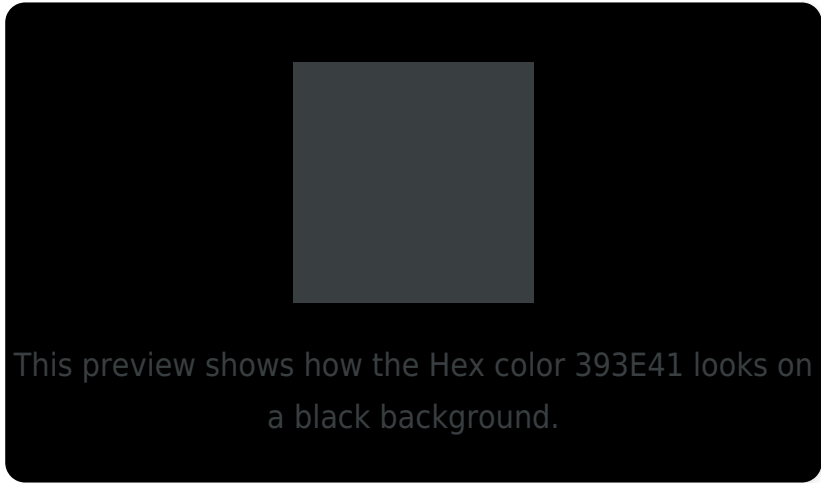 This preview shows how the Hex color 393E41 looks on
a black background.